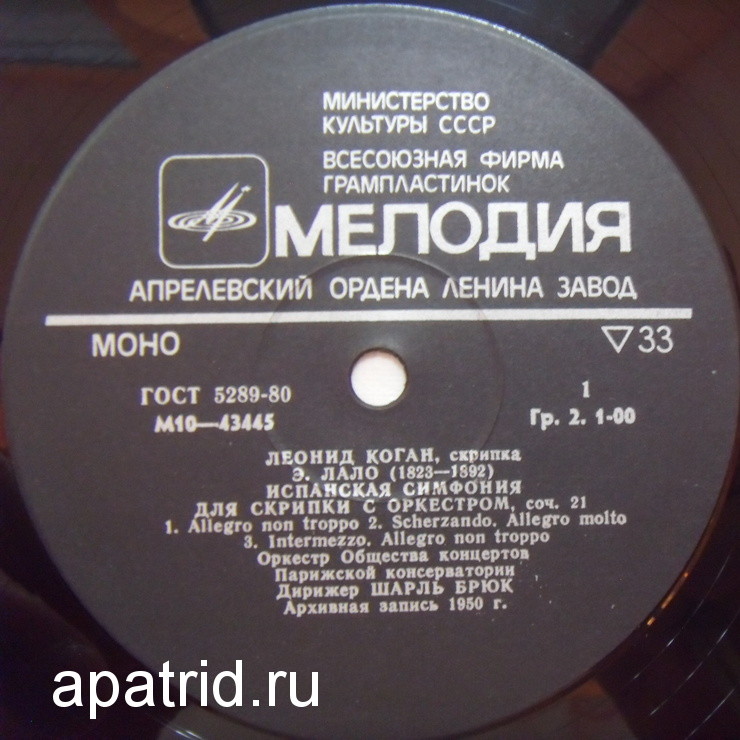 МИНИСТЕРСТВО
КУЛЬТУРЫ СССР
ВСЕСОЮЗНАЯ ФИРМА
ГРАМПЛАСТИНОК
МЕЛОДИЯ
АПРЕЛЕВСКИЙ ОРДЕНА ЛЕНИНА ЗАВОД
МОНО ▽33
ГОСТ 5289-80 1
М10—43445 Гр. 2. 1-00
ЛЕОНИД КОГАН, скрипка
Э. ЛАЛО (1823—1892)
ИСПАНСКАЯ СИМФОНИЯ
ДЛЯ СКРИПКИ С ОРКЕСТРОМ, соч. 21
1. Allegro non troppo 2. Scherzando. Allegro molto
3. Intermezzo. Allegro non troppo
Оркестр Общества концертов
Парижской консерватории
Дирижер ШАРЛЬ БРЮК
Архивная запись 1950 г.
apatrid.ru